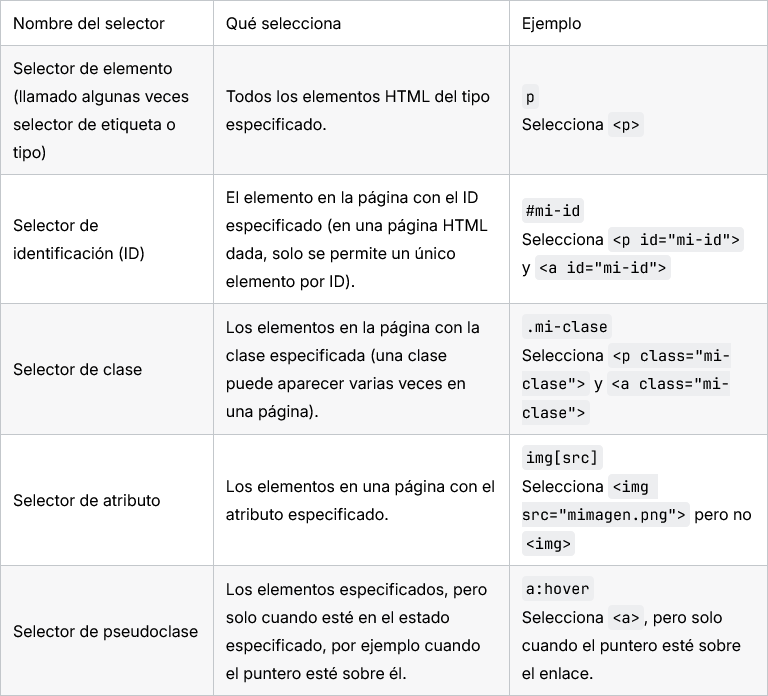 Nombre del selector
Qué selecciona
Ejemplo
Selector de elemento
(llamado algunas veces
selector de etiqueta o
tipo)
Todos los elementos HTML del tipo
especificado.
p
Selecciona <p>
Selector de
identificación (ID)
El elemento en la página con el ID
especificado (en una página HTML
dada, solo se permite un único
elemento por ID).
#mi-id
Selecciona <p id="mi-id">
y <a id="mi-id">
Selector de clase
Los elementos en la página con la
clase especificada (una clase
puede aparecer varias veces en
una página).
.mi-clase
Selecciona <p class="mi-
clase"> y <a class="mi-
clase">
Selector de atributo
Los elementos en una página con el
atributo especificado.
img[src]
Selecciona <img
src="mimagen.png"> pero no
<img>
Selector de pseudoclase
Los elementos especificados, pero
solo cuando esté en el estado
especificado, por ejemplo cuando
el puntero esté sobre él.
a:hover
Selecciona <a>, pero solo
cuando el puntero esté sobre
el enlace.